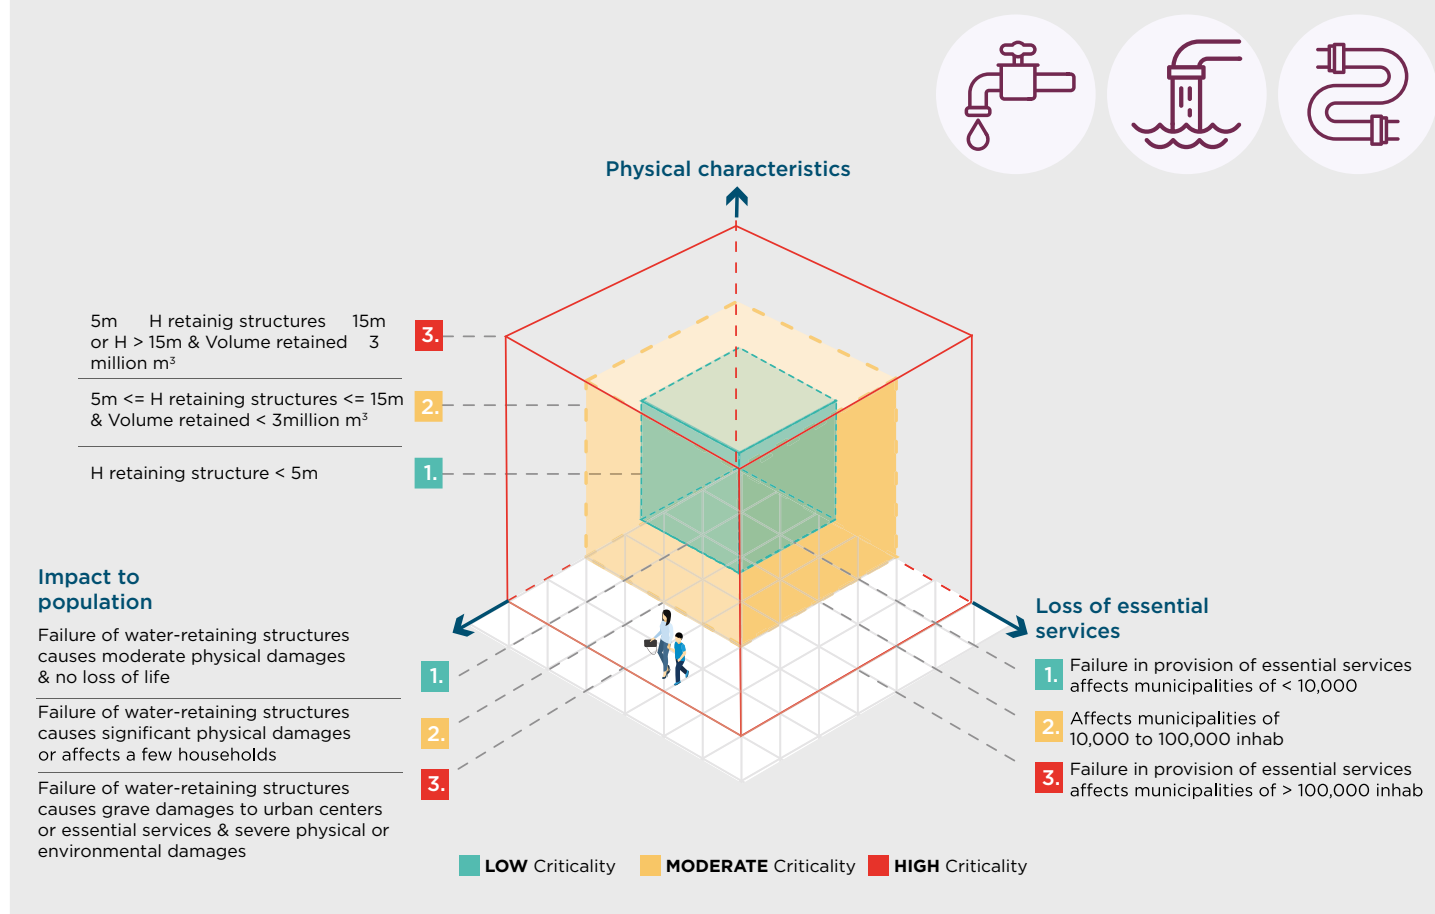 Physical characteristics
5m H retainig structures 15m
or H > 15m & Volume retained 3
million m³
3.
5m <= H retaining structures <= 15m
& Volume retained < 3million m³
2.
H retaining structure < 5m
1.
Impact to
population
Failure of water-retaining structures
causes moderate physical damages
& no loss of life
1.
Failure of water-retaining structures
causes significant physical damages
or affects a few households
2.
Failure of water-retaining structures
causes grave damages to urban centers
or essential services & severe physical or
environmental damages
3.
Loss of essential
services
1.
Failure in provision of essential services
affects municipalities of < 10,000
2.
Affects municipalities of
10,000 to 100,000 inhab
3.
Failure in provision of essential services
affects municipalities of > 100,000 inhab
LOW Criticality
MODERATE Criticality
HIGH Criticality